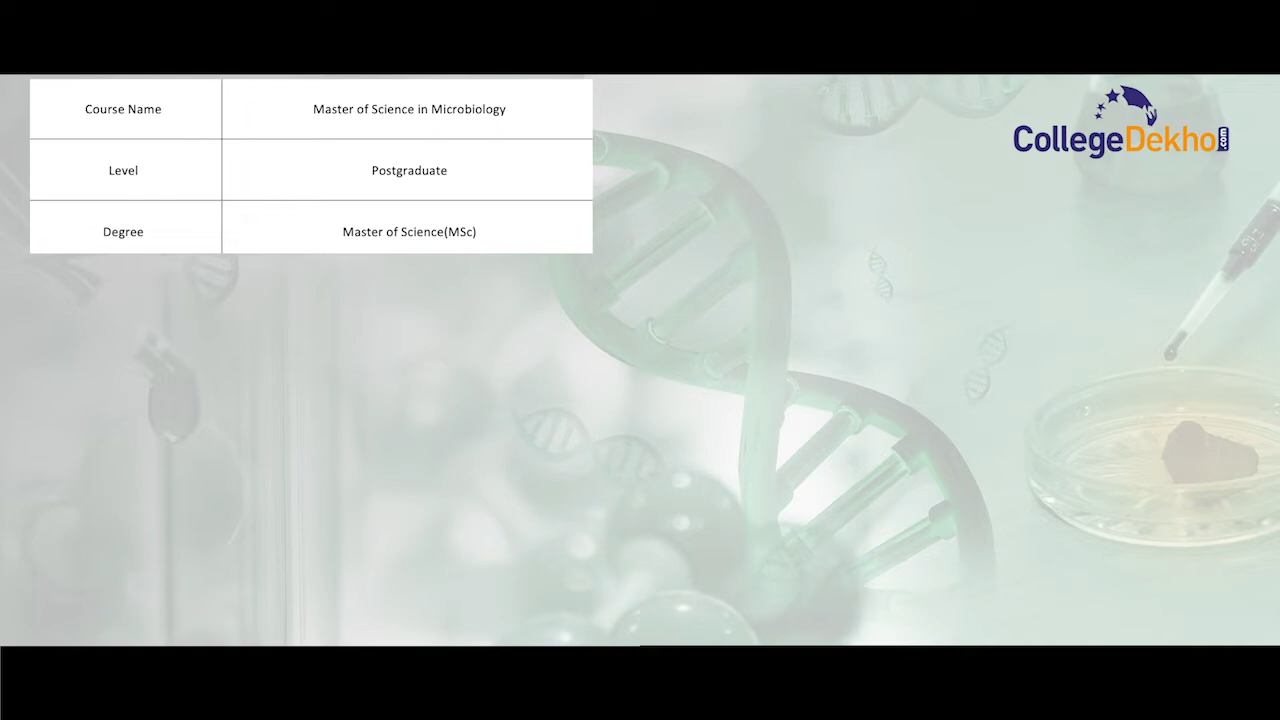 Course Name Master of Science in Microbiology
Level Postgraduate
Degree Master of Science(MSc)
CollegeDekho.com